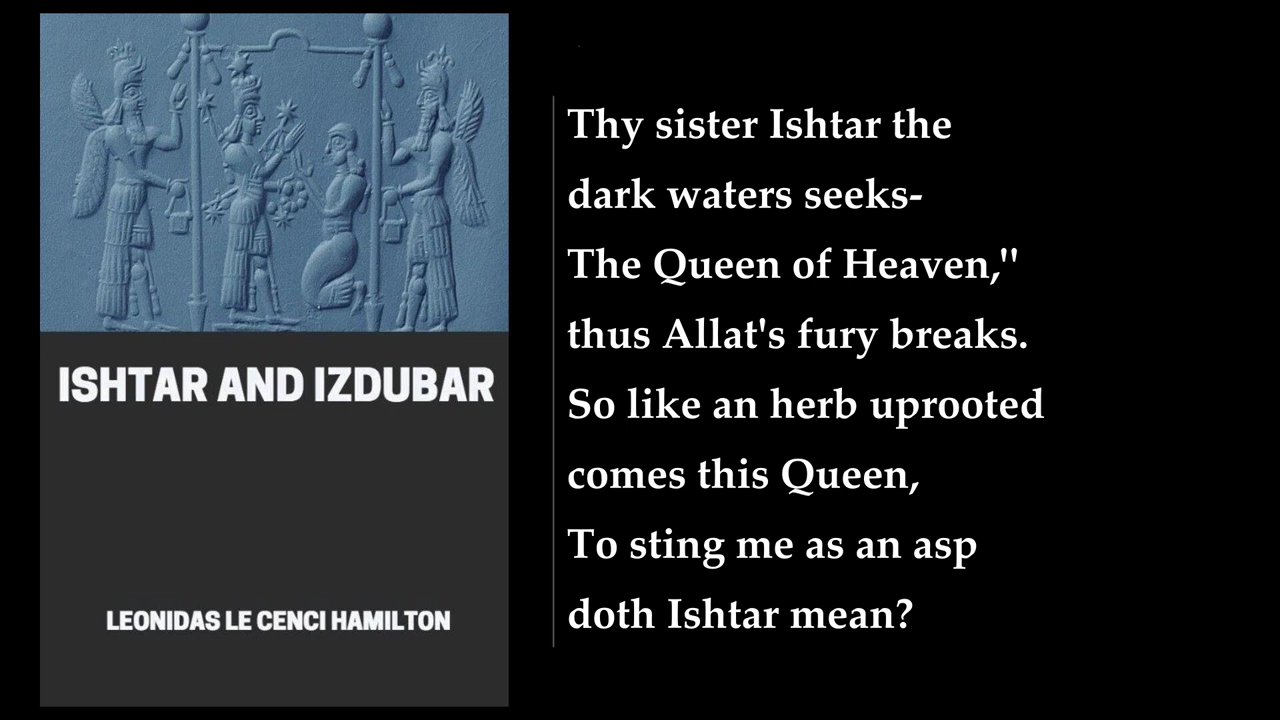 ISHTAR AND IZDUBAR
LEONIDAS LE CENCI HAMILTON
Thy sister Ishtar the
dark waters seeks-
The Queen of Heaven,"
thus Allat's fury breaks.
So like an herb uprooted
comes this Queen,
To sting me as an asp
doth Ishtar mean?